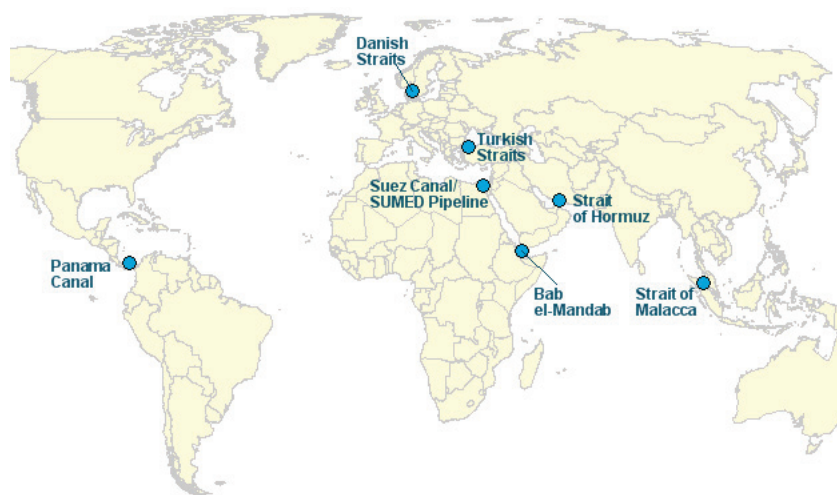 Danish
Straits
Turkish
Straits
Suez Canal/
SUMED Pipeline
Strait
of Hormuz
Panama
Canal
Bab
el-Mandab
Strait of
Malacca